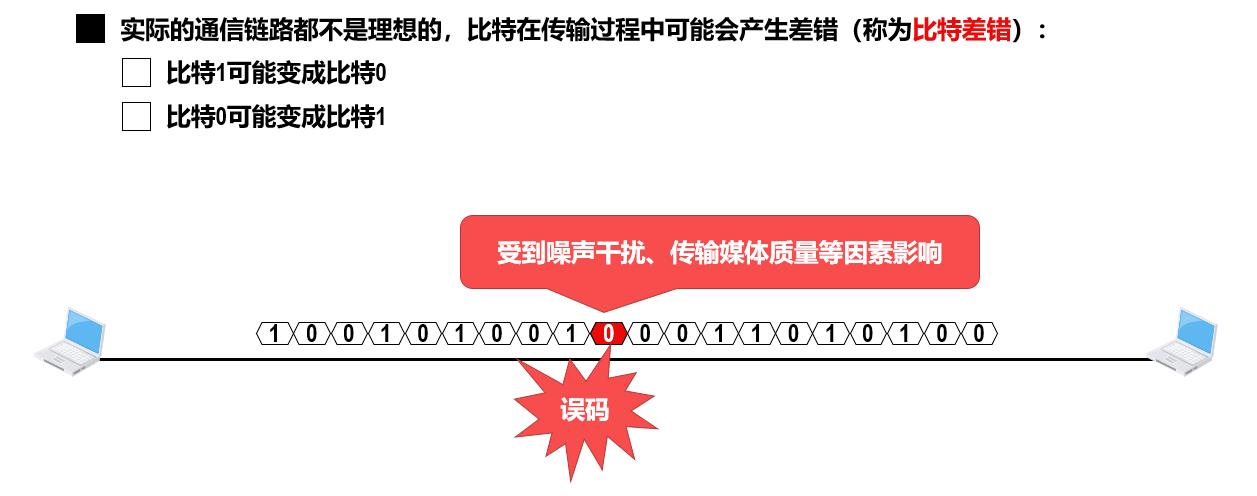 实际的通信链路都不是理想的，比特在传输过程中可能会产生差错（称为比特差错）：
比特1可能变成比特0
比特0可能变成比特1
受到噪声干扰、传输媒体质量等因素影响
1 0 0 1 0 1 0 0 1 0 0 0 1 1 0 1 0 1 0 0
误码